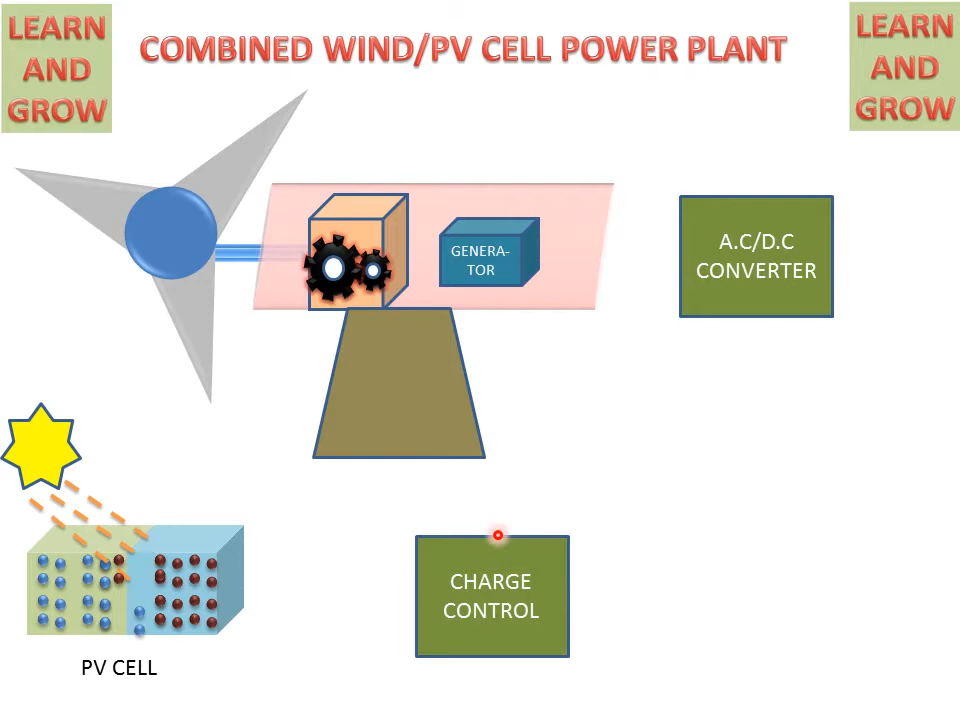 LEARN
AND
GROW
COMBINED WIND/PV CELL POWER PLANT
LEARN
AND
GROW
GENERA-
TOR
A.C/D.C
CONVERTER
CHARGE
CONTROL
PV CELL